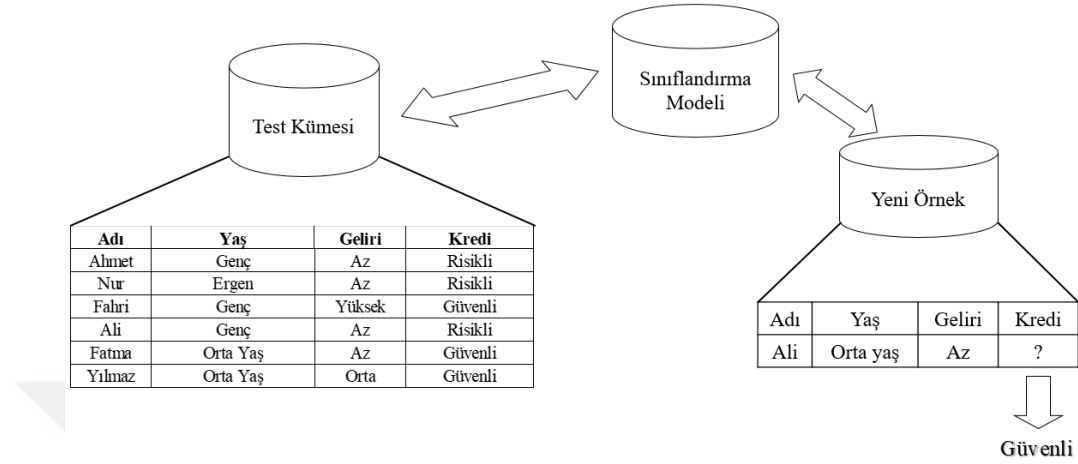 Sınıflandırma
Modeli
Test Kümesi
Yeni Örnek
Adı Yaş Geliri Kredi
Ahmet Genç Az Risikli
Nur Ergen Az Risikli
Fahri Genç Yüksek Güvenli
Ali Genç Az Risikli
Fatma Orta Yaş Az Güvenli
Yılmaz Orta Yaş Orta Güvenli
Adı Yaş Geliri Kredi
Ali Orta yaş Az ?
Güvenli